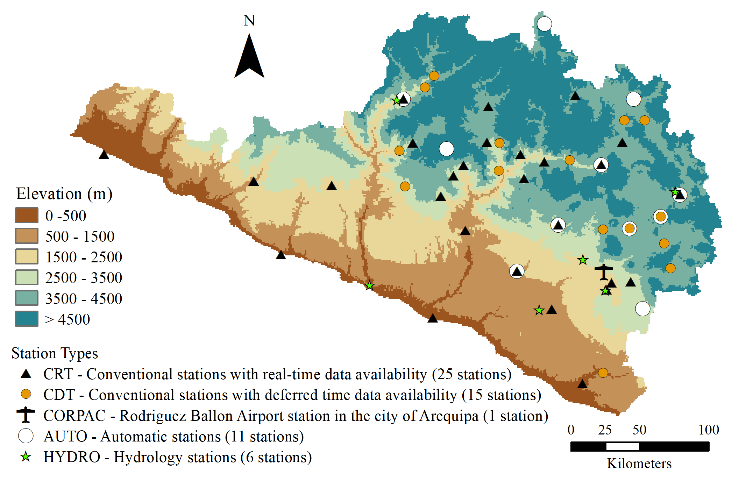 N
Elevation (m)
0 -500
500 - 1500
1500 - 2500
2500 - 3500
3500 - 4500
> 4500
Station Types
CRT - Conventional stations with real-time data availability (25 stations)
CDT - Conventional stations with deferred time data availability (15 stations)
CORPAC - Rodriguez Ballon Airport station in the city of Arequipa (1 station)
AUTO - Automatic stations (11 stations)
HYDRO - Hydrology stations (6 stations)
0 25 50 100
Kilometers